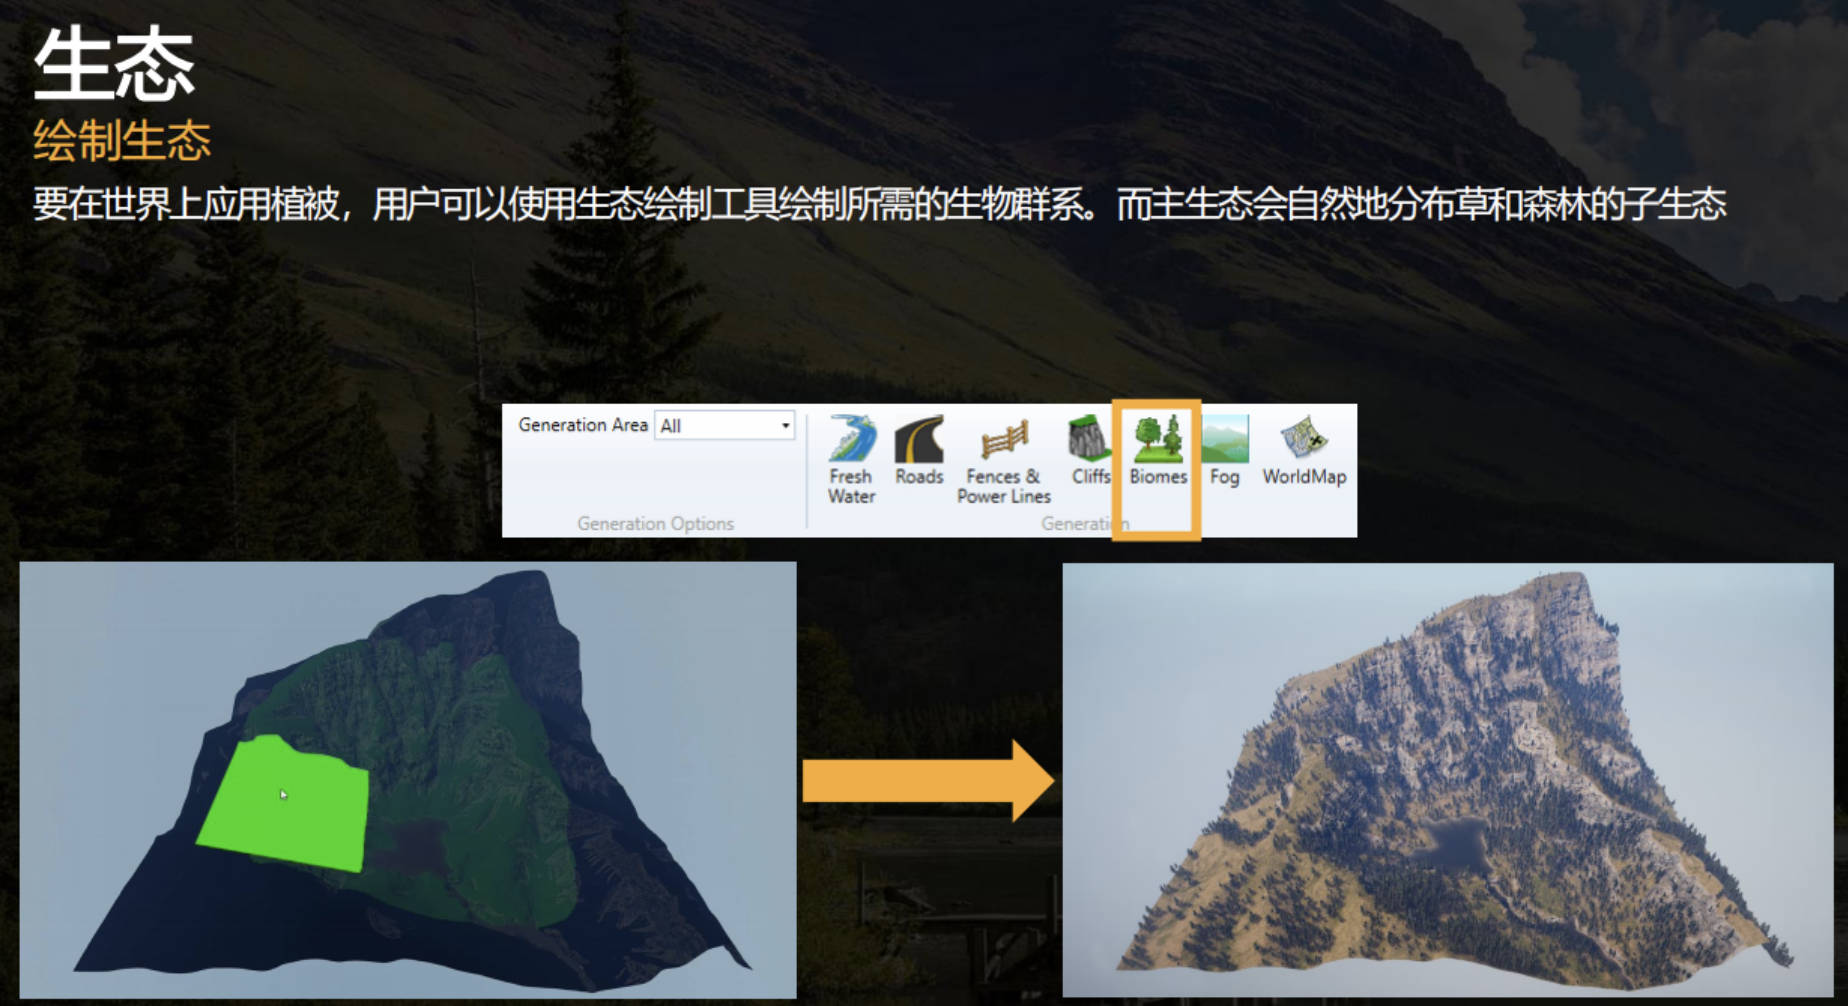 生态
绘制生态
要在世界上应用植被，用户可以使用生态绘制工具绘制所需的生物群系。而主生态会自然地分布草和森林的子生态
Generation Area All
Fresh Water
Roads
Fences & Power Lines
Cliffs
Biomes
Fog
WorldMap
Generation Options
Generation